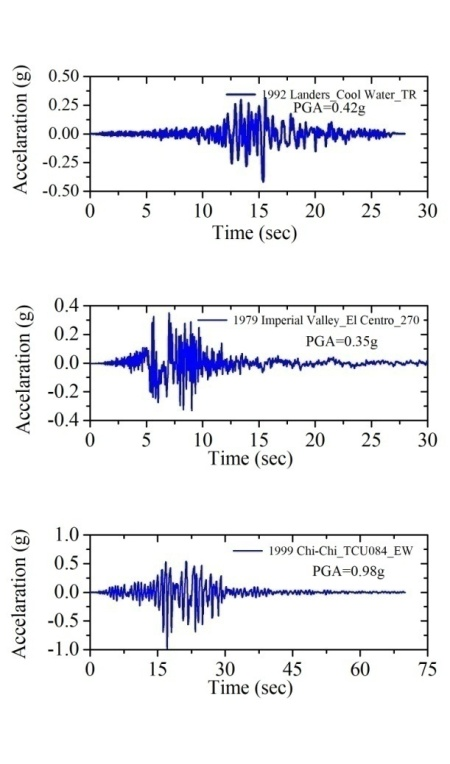 Accelaration (g)
0.50
0.25
0.00
-0.25
-0.50
1992 Landers_Cool Water_TR
PGA=0.42g
0 5 10 15 20 25 30
Time (sec)
Accelaration (g)
0.4
0.2
0.0
-0.2
-0.4
1979 Imperial Valley_El Centro_270
PGA=0.35g
0 5 10 15 20 25 30
Time (sec)
Accelaration (g)
1.0
0.5
0.0
-0.5
-1.0
1999 Chi-Chi_TCU084_EW
PGA=0.98g
0 15 30 45 60 75
Time (sec)